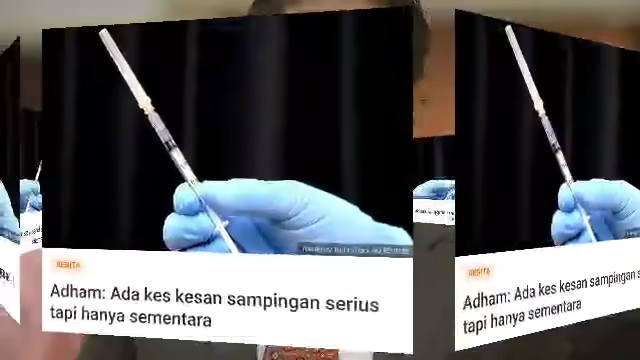 BERITA
Adham: Ada kes kesan sampingan serius
tapi hanya sementara
BERITA
Adham: Ada kes kesan sampingan s
tapi hanya sementara